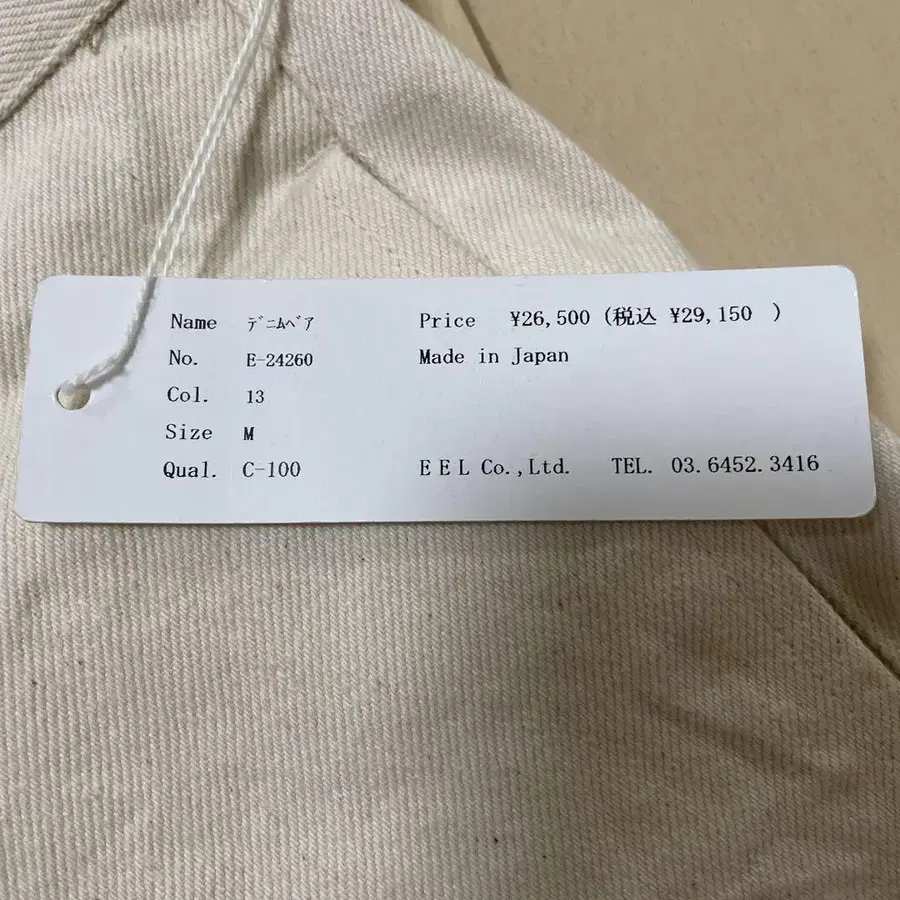 Name ﾃﾞﾆﾑﾍﾞｱ
Price ¥26,500 (税込 ¥29,150 )
No. E-24260
Made in Japan
Col. 13
Size M
Qual. C-100
E E L Co.,Ltd. TEL. 03.6452.3416